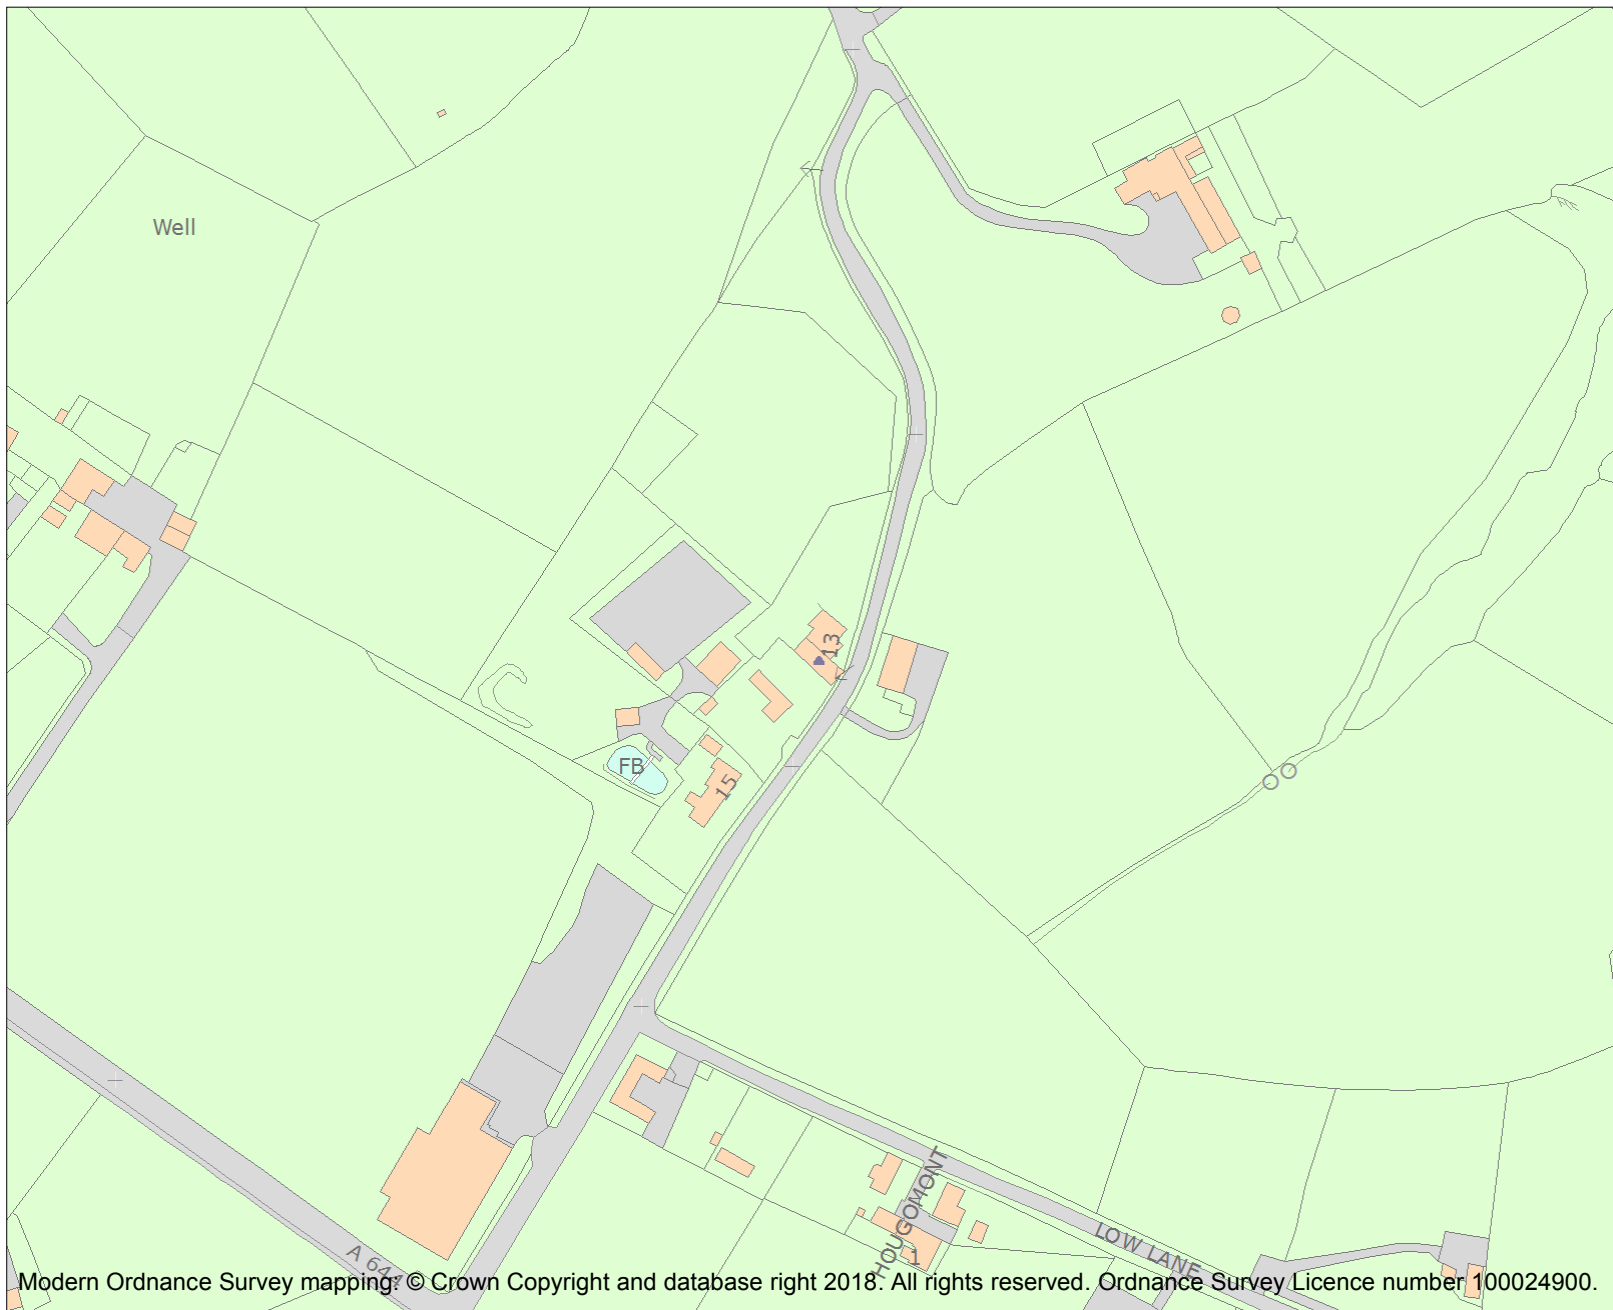 Well
13
FB
15
HOUGOMONT
1
LOW LANE
A 644
Modern Ordnance Survey mapping: © Crown Copyright and database right 2018. All rights reserved. Ordnance Survey Licence number 100024900.